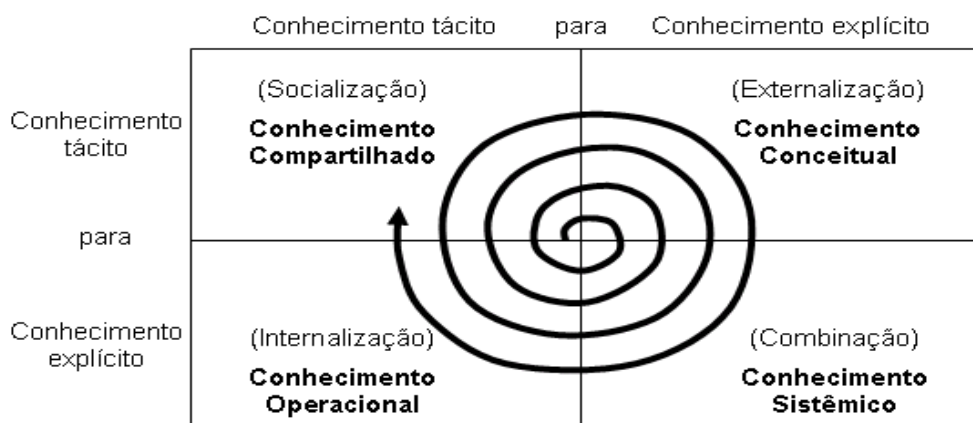 Conhecimento tácito para Conhecimento explícito
Conhecimento
tácito
(Socialização)
Conhecimento
Compartilhado
(Externalização)
Conhecimento
Conceitual
para
Conhecimento
explícito
(Internalização)
Conhecimento
Operacional
(Combinação)
Conhecimento
Sistêmico